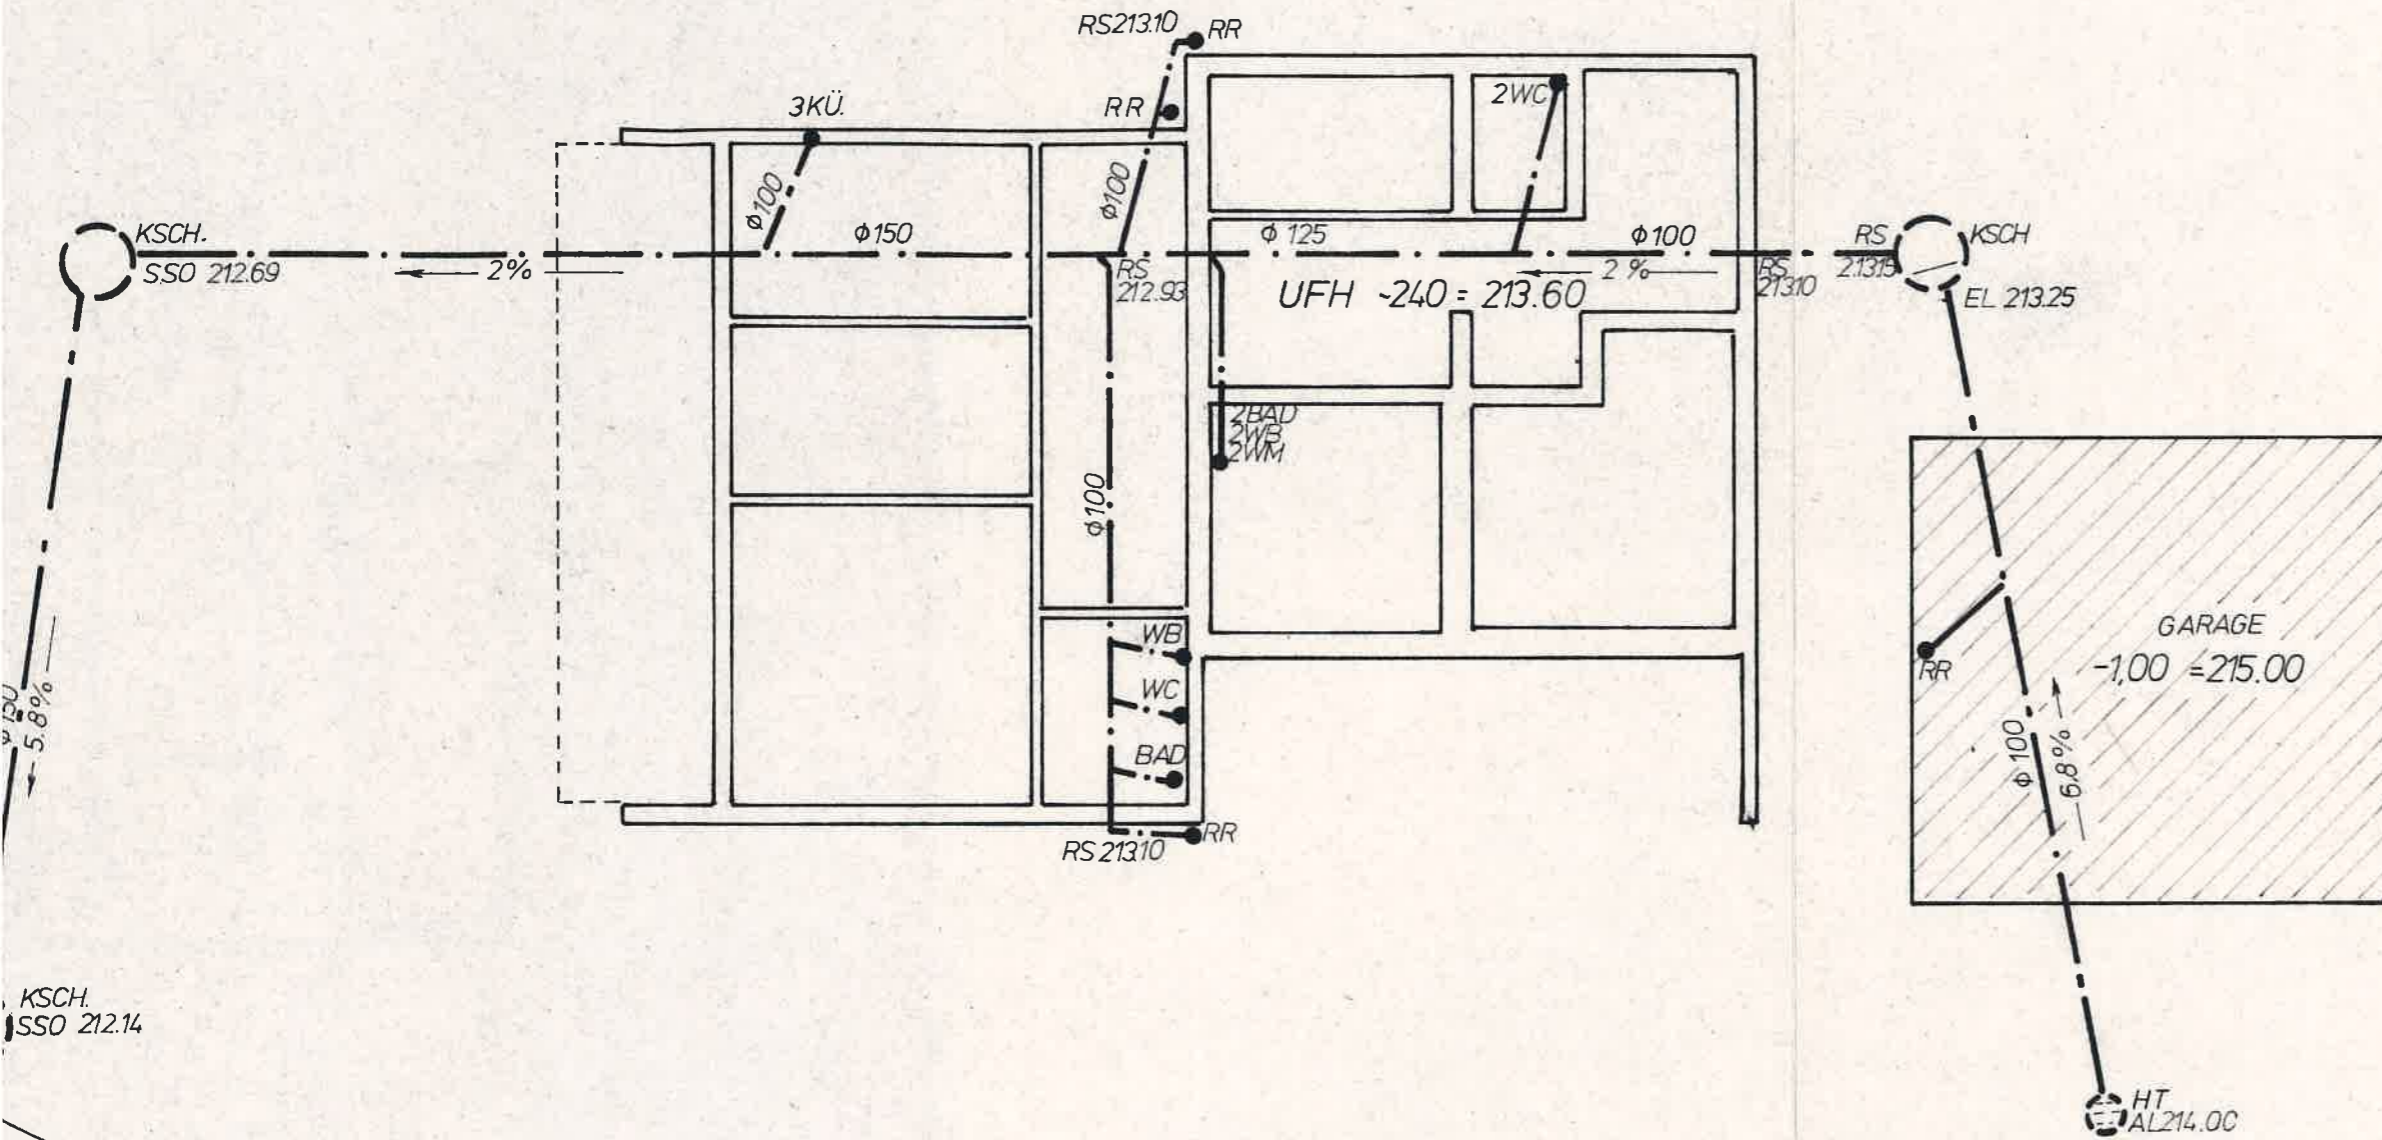 RS213.10
RR
RR
3KÜ.
2WC
KSCH.
SSO 212.69
2%
φ100
φ150
φ100
RS
212.93
φ 125
φ100
2%
UFH -240 = 213.60
RS
213.10
RS
213.15
KSCH
EL 213.25
2BAD
2WB
2WM
φ100
WB
WC
BAD
RR
RS 213.10
φ150
5.8%
KSCH.
SSO 212.14
GARAGE
-1,00 =215.00
RR
φ100
6.8%
HT
AL214.00